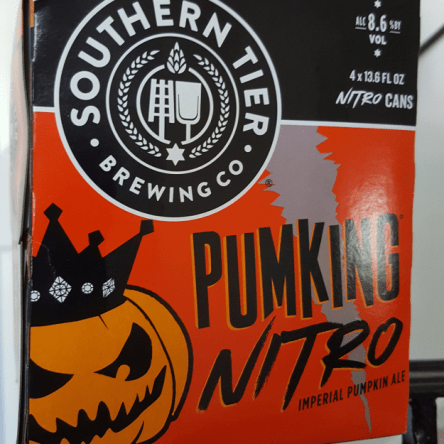 SOUTHERN TIER
• BREWING CO •
ALC 8.6 %BY
VOL
4 x 13.6 FL OZ
NITRO CANS
PUMKING®
NITRO
IMPERIAL PUMPKIN ALE